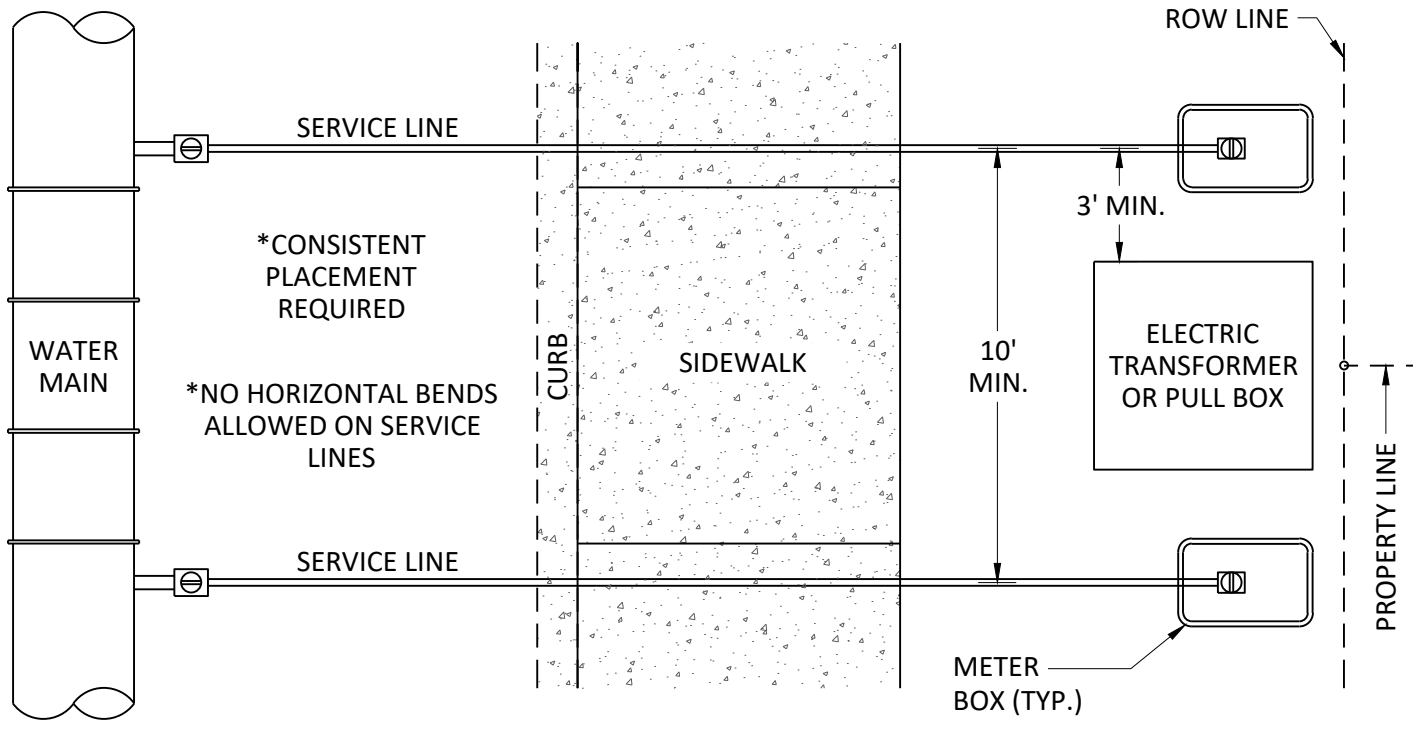 ROW LINE
SERVICE LINE
3' MIN.
*CONSISTENT
PLACEMENT
REQUIRED
WATER
MAIN
*NO HORIZONTAL BENDS
ALLOWED ON SERVICE
LINES
CURB
SIDEWALK
10'
MIN.
ELECTRIC
TRANSFORMER
OR PULL BOX
PROPERTY LINE
SERVICE LINE
METER
BOX (TYP.)